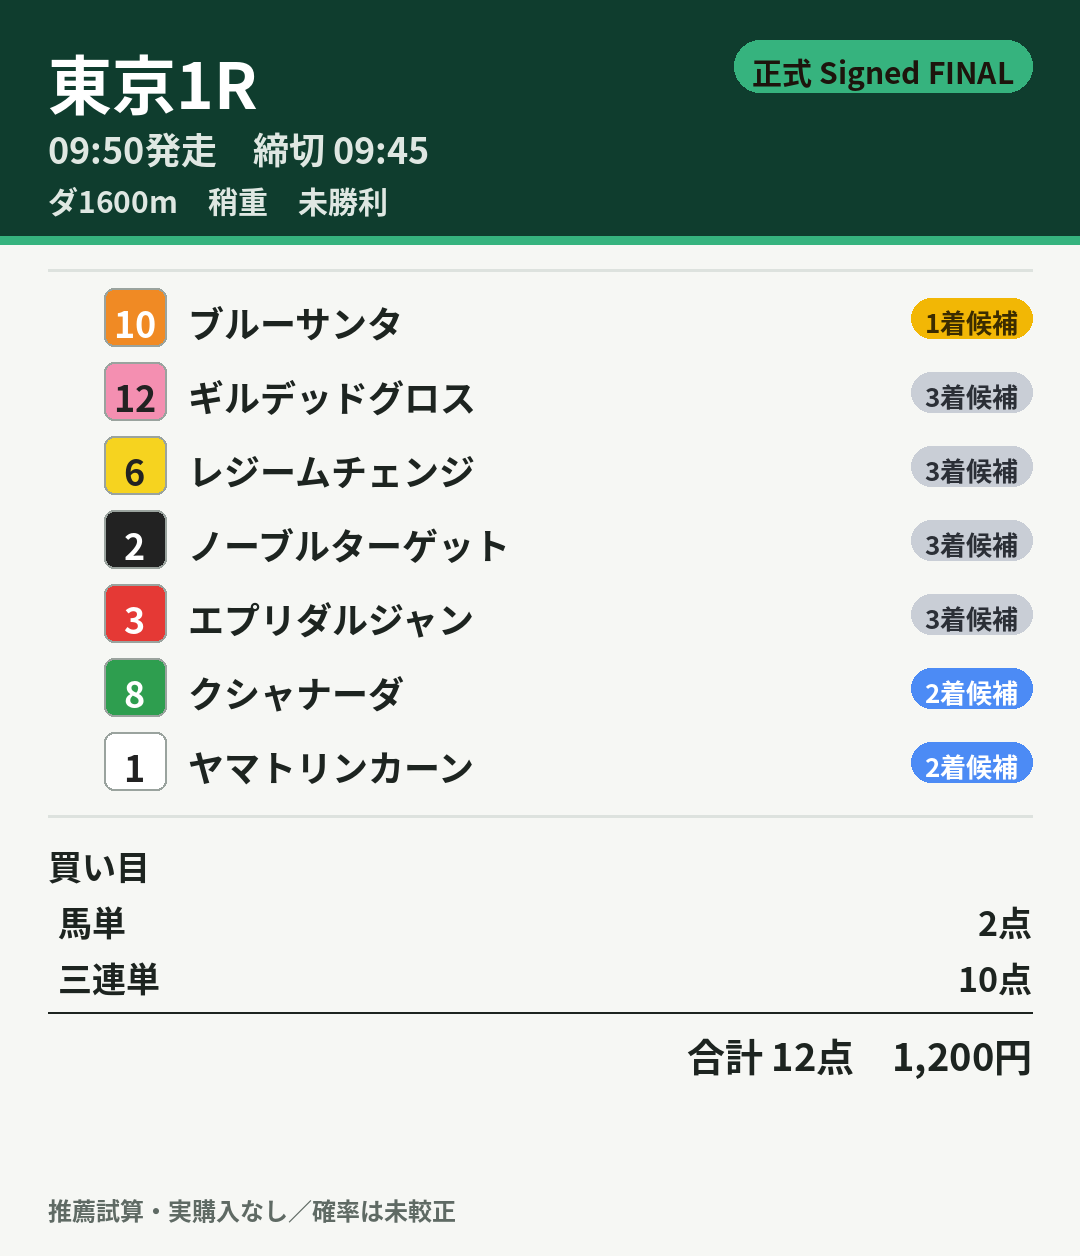 東京1R
正式 Signed FINAL
09:50発走　締切 09:45
ダ1600m　稍重　未勝利
10 ブルーサンタ 1着候補
12 ギルデッドグロス 3着候補
6 レジームチェンジ 3着候補
2 ノーブルターゲット 3着候補
3 エプリダルジャン 3着候補
8 クシャナーダ 2着候補
1 ヤマトリンカーン 2着候補
買い目
馬単 2点
三連単 10点
合計 12点　1,200円
推薦試算・実購入なし／確率は未較正